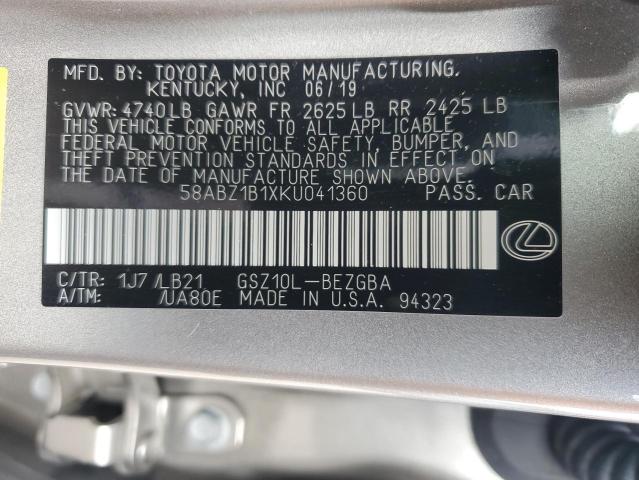 MFD. BY: TOYOTA MOTOR MANUFACTURING.
KENTUCKY, INC 06/19
GVWR: 4740LB GAWR FR 2625 LB RR 2425 LB
THIS VEHICLE CONFORMS TO ALL APPLICABLE
FEDERAL MOTOR VEHICLE SAFETY, BUMPER, AND
THEFT PREVENTION STANDARDS IN EFFECT ON
THE DATE OF MANUFACTURE SHOWN ABOVE.
58ABZ1B1XKU041360 PASS. CAR
C/TR: 1J7 /LB21 GSZ10L-BEZGBA
A/TM: /UA80E MADE IN U.S.A. 94323